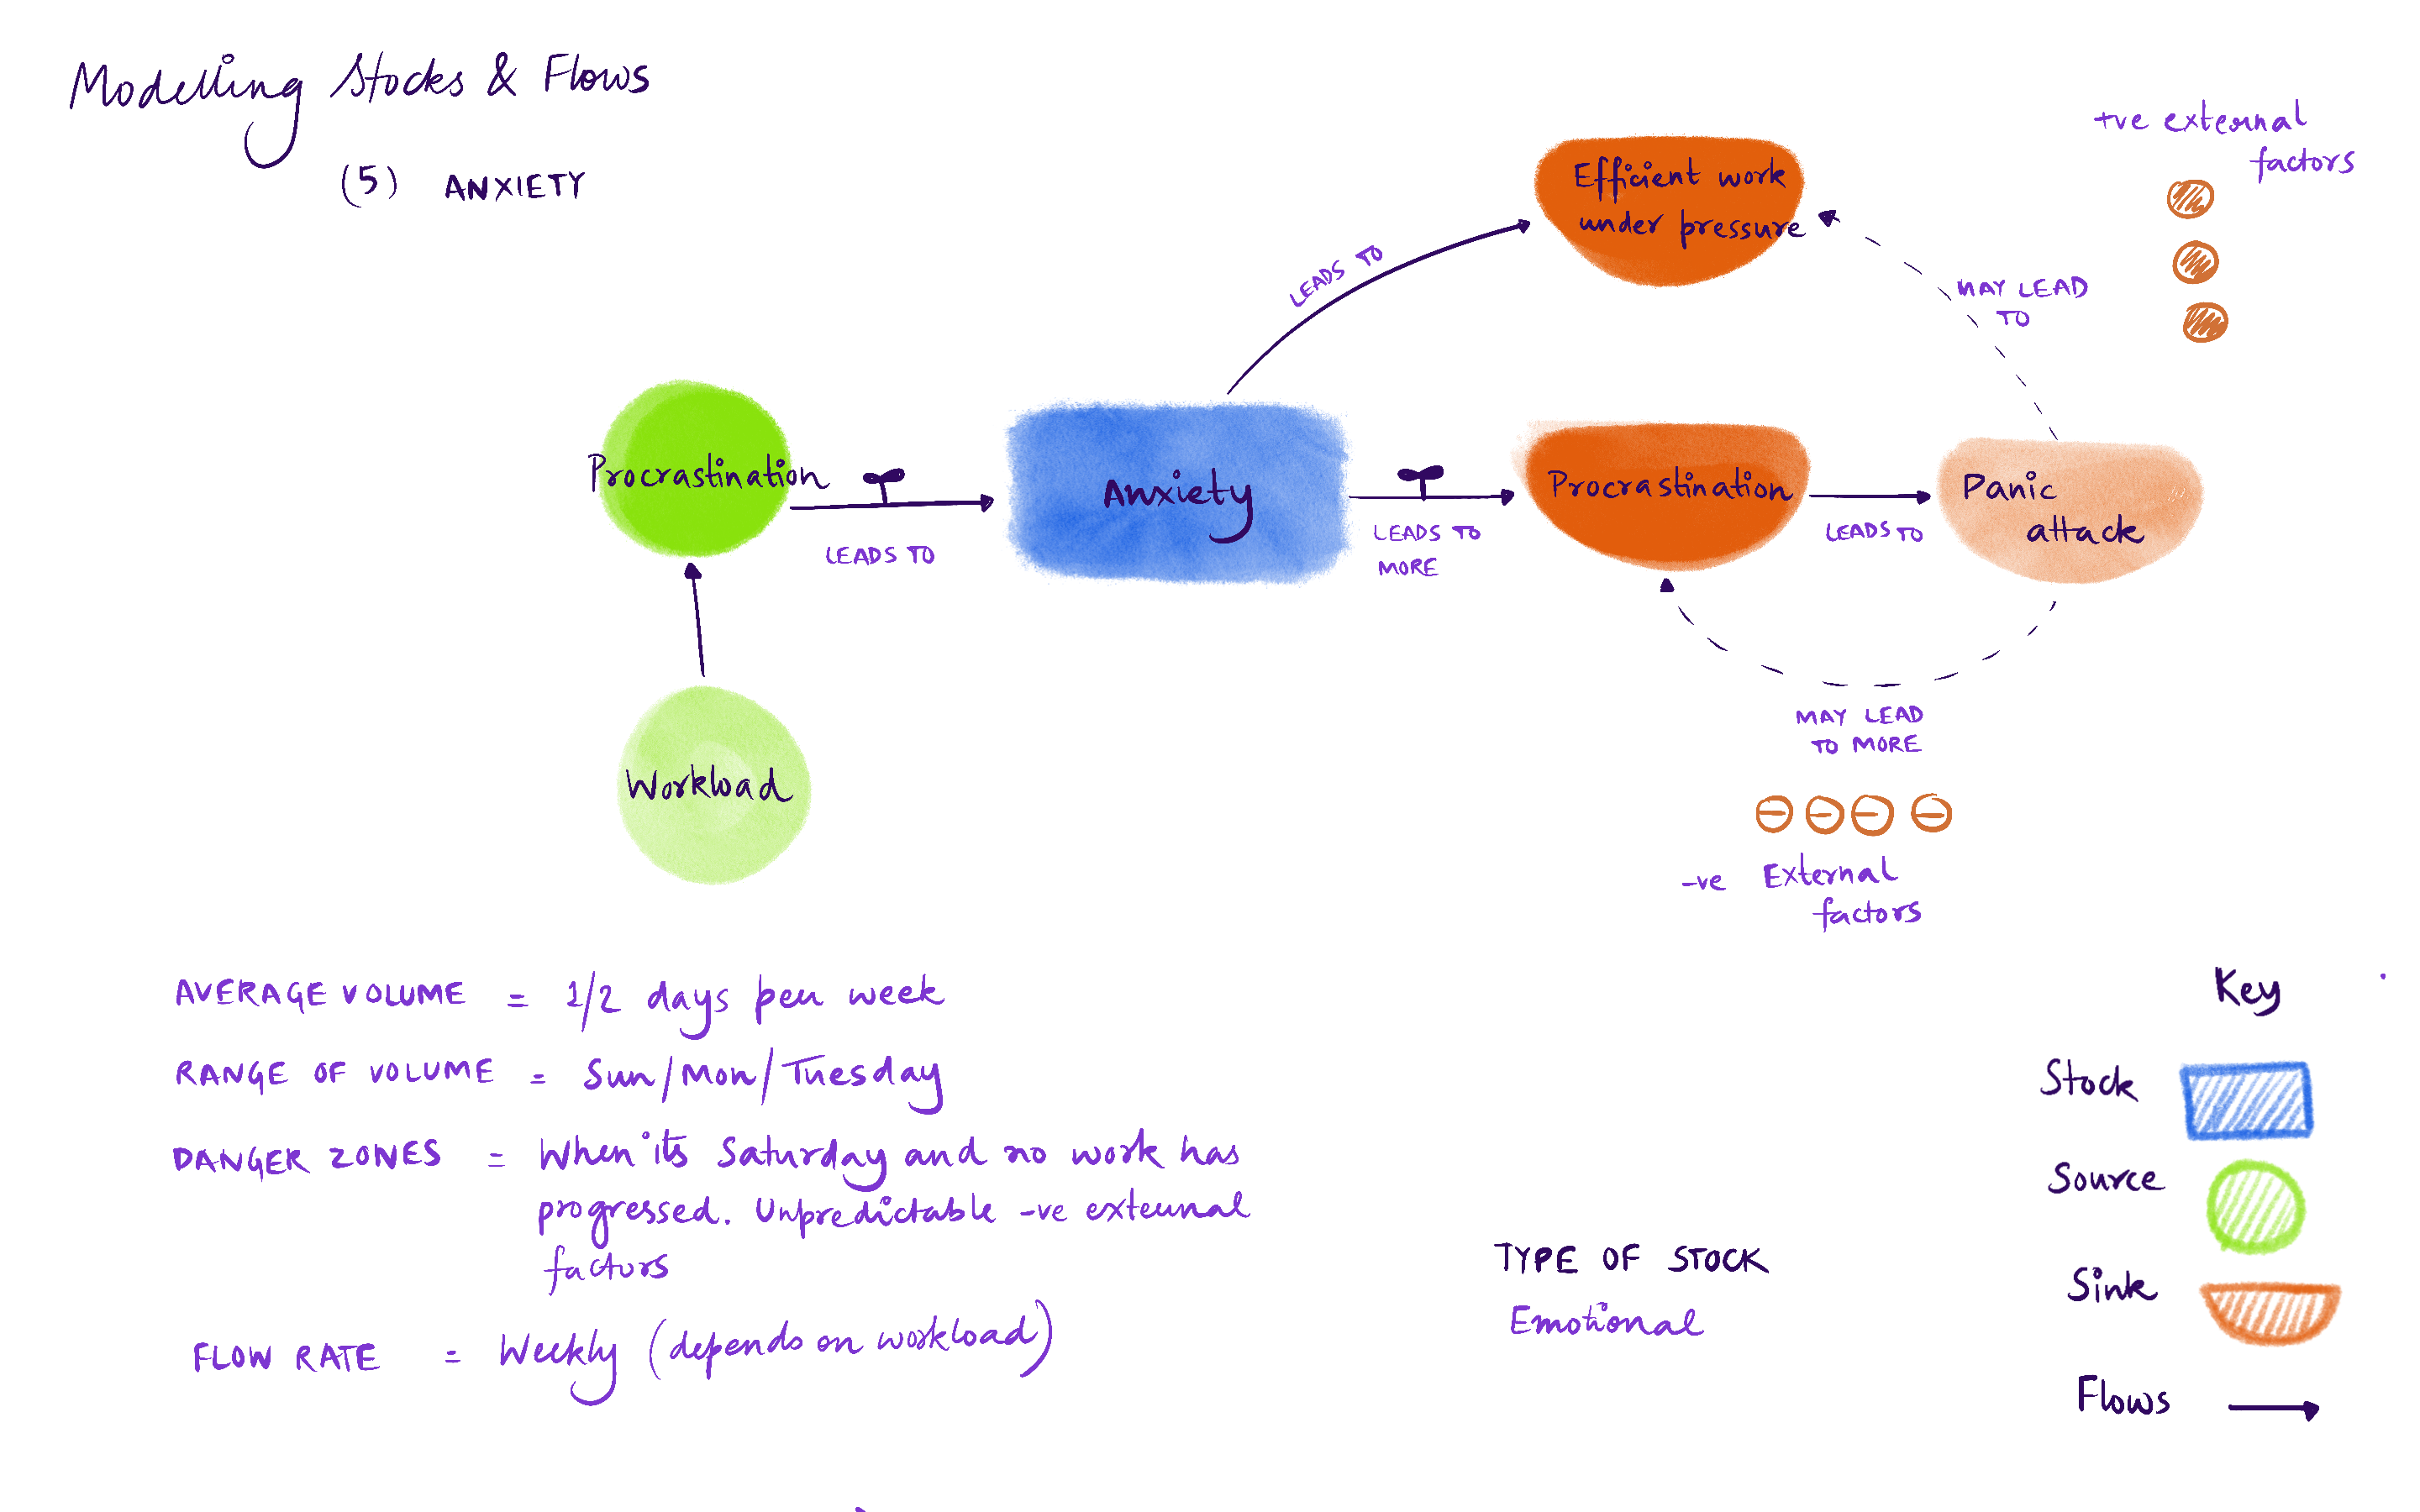 Modelling Stocks & Flows
(5) ANXIETY
+ve external
factors
Efficient work
under pressure
LEADS TO
MAY LEAD
TO
Procrastination
LEADS TO
Anxiety
LEADS TO
MORE
Procrastination
LEADS TO
Panic
attack
MAY LEAD
TO MORE
Workload
-ve External
factors
AVERAGE VOLUME = 1/2 days per week
RANGE OF VOLUME = Sun/Mon/Tuesday
DANGER ZONES = When its Saturday and no work has
progressed. Unpredictable -ve external
factors
FLOW RATE = Weekly (depends on workload)
TYPE OF STOCK
Emotional
Key
Stock
Source
Sink
Flows